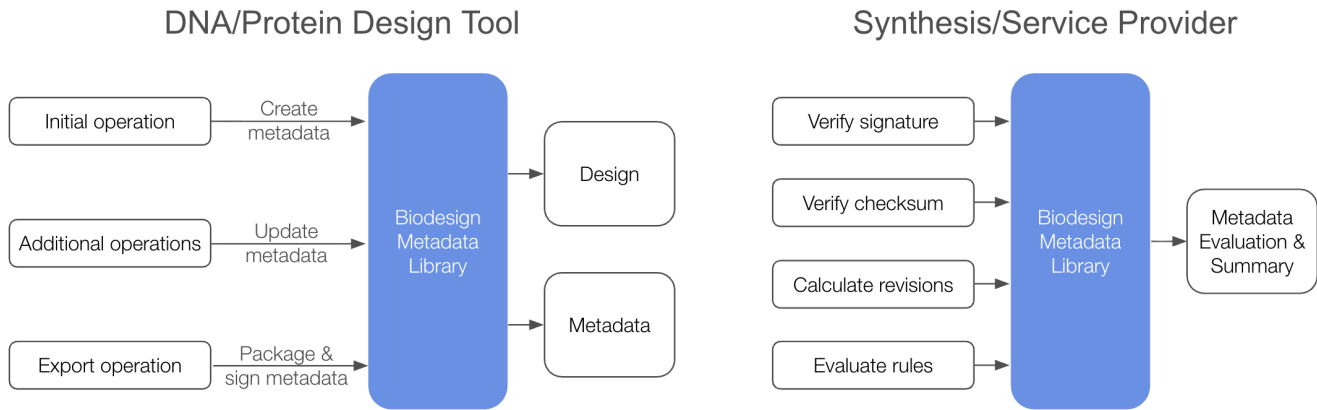 DNA/Protein Design Tool
Initial operation
Create
metadata
Additional operations
Update
metadata
Export operation
Package &
sign metadata
Biodesign
Metadata
Library
Design
Metadata
Synthesis/Service Provider
Verify signature
Verify checksum
Calculate revisions
Evaluate rules
Biodesign
Metadata
Library
Metadata
Evaluation &
Summary